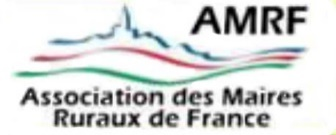 AMRF
Association des Maires
Ruraux de France